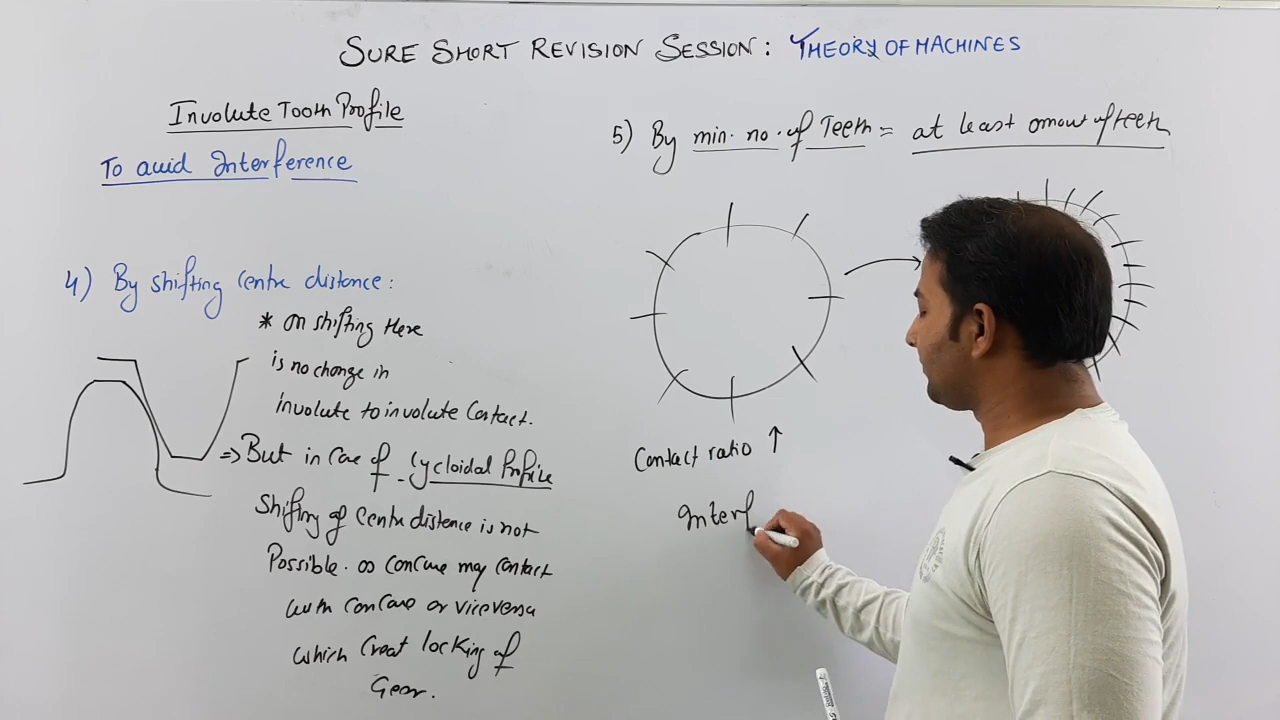 SURE SHORT REVISION SESSION: THEORY OF MACHINES
Involute Tooth Profile
To avoid Interference
4) By shifting Centre distance:
* on shifting there
is no change in
involute to involute Contact.
⇒ But in case of Cycloidal Profile
Shifting of Centre distance is not
Possible. as concave may contact
with concave or viceversa
which Creat locking of
Gear.
5) By min. no. of Teeth = at least amout of teeth
Contact ratio ↑
Interf